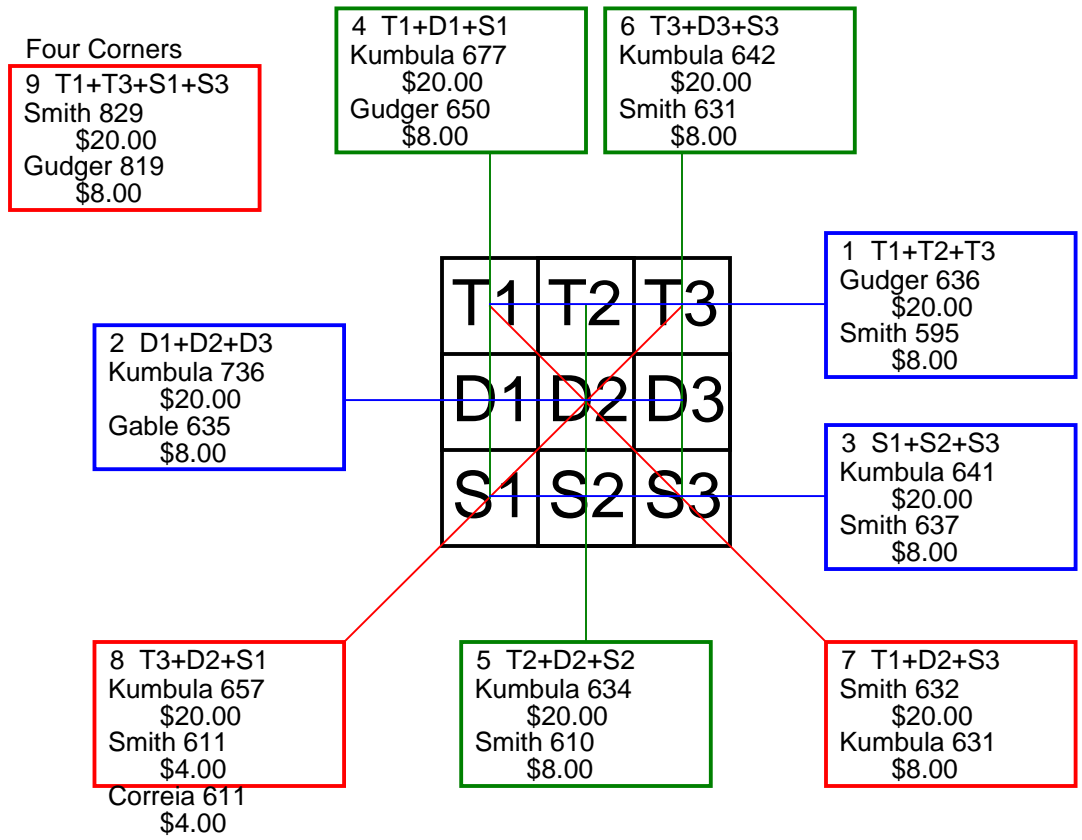 4 T1+D1+S1
Kumbula 677
$20.00
Gudger 650
$8.00
6 T3+D3+S3
Kumbula 642
$20.00
Smith 631
$8.00
Four Corners
9 T1+T3+S1+S3
Smith 829
$20.00
Gudger 819
$8.00
1 T1+T2+T3
Gudger 636
$20.00
Smith 595
$8.00
T1 T2 T3
2 D1+D2+D3
Kumbula 736
$20.00
Gable 635
$8.00
D1 D2 D3
3 S1+S2+S3
Kumbula 641
$20.00
Smith 637
$8.00
S1 S2 S3
8 T3+D2+S1
Kumbula 657
$20.00
Smith 611
$4.00
Correia 611
$4.00
5 T2+D2+S2
Kumbula 634
$20.00
Smith 610
$8.00
7 T1+D2+S3
Smith 632
$20.00
Kumbula 631
$8.00